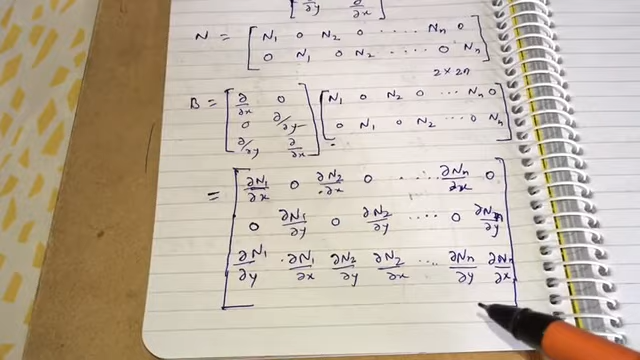 ∂/∂y ∂/∂x ]
N = [ N₁ 0 N₂ 0 ..... Nₙ 0
0 N₁ 0 N₂ ..... 0 Nₙ ]
2×2n
B = [ ∂/∂x 0
0 ∂/∂y
∂/∂y ∂/∂x ] [ N₁ 0 N₂ 0 ... Nₙ 0
0 N₁ 0 N₂ ... 0 Nₙ ]
= [ ∂N₁/∂x 0 ∂N₂/∂x 0 ..... ∂Nₙ/∂x 0
0 ∂N₁/∂y 0 ∂N₂/∂y ..... 0 ∂Nₙ/∂y
∂N₁/∂y ∂N₁/∂x ∂N₂/∂y ∂N₂/∂x .... ∂Nₙ/∂y ∂Nₙ/∂x ]